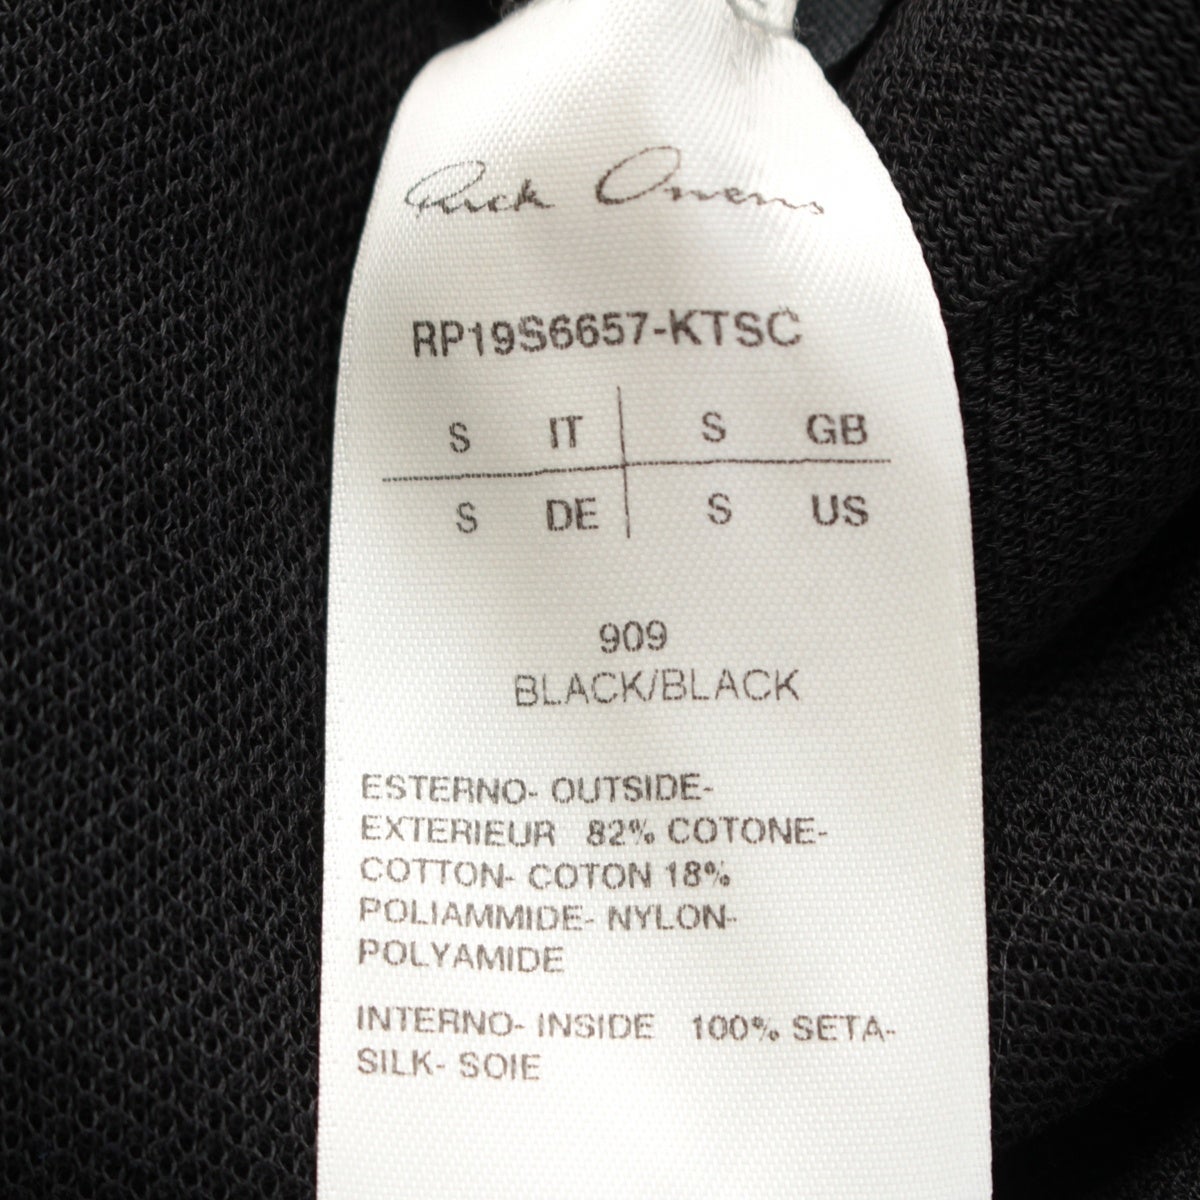 Rick Owens
RP19S6657-KTSC
S IT S GB
S DE S US
909
BLACK/BLACK
ESTERNO- OUTSIDE-
EXTERIEUR 82% COTONE-
COTTON- COTON 18%
POLIAMMIDE- NYLON-
POLYAMIDE
INTERNO- INSIDE 100% SETA-
SILK- SOIE